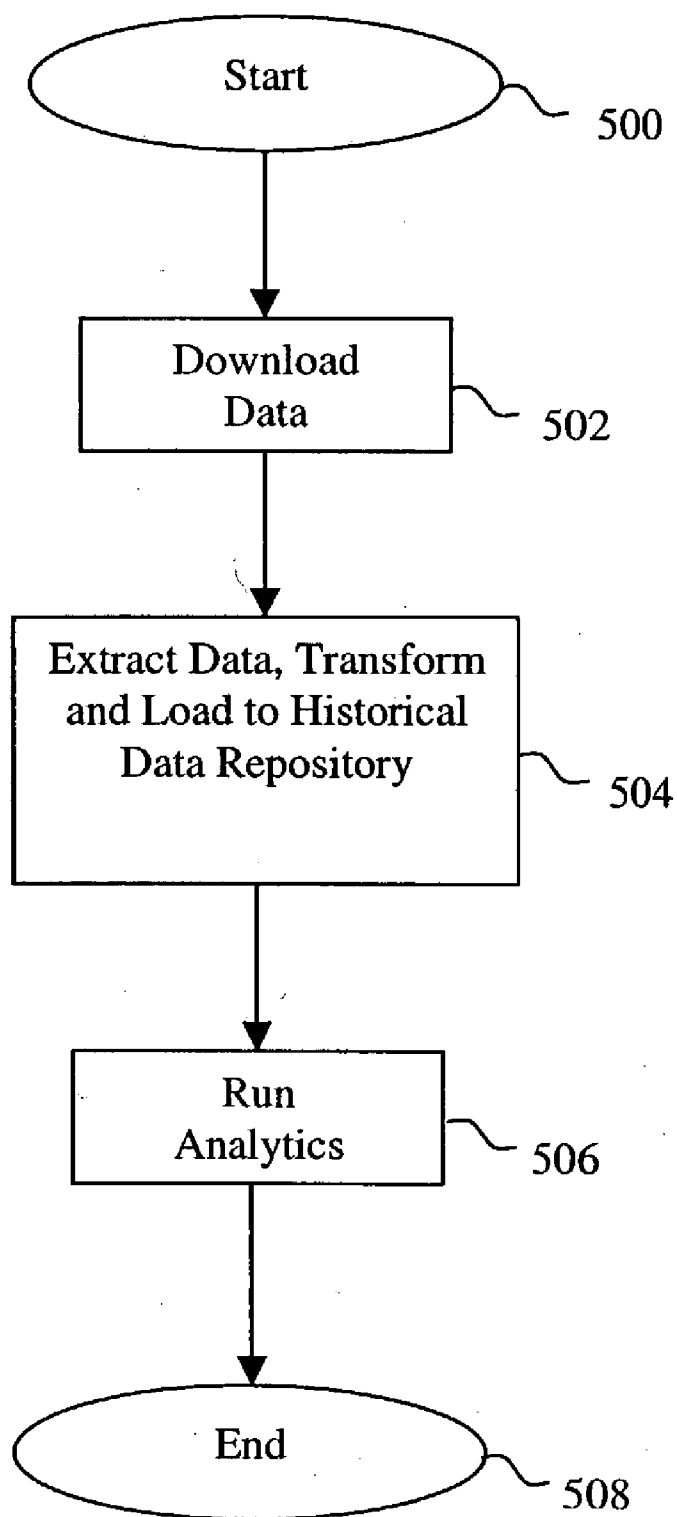 Start
500
Download
Data
502
Extract Data, Transform
and Load to Historical
Data Repository
504
Run
Analytics
506
End
508